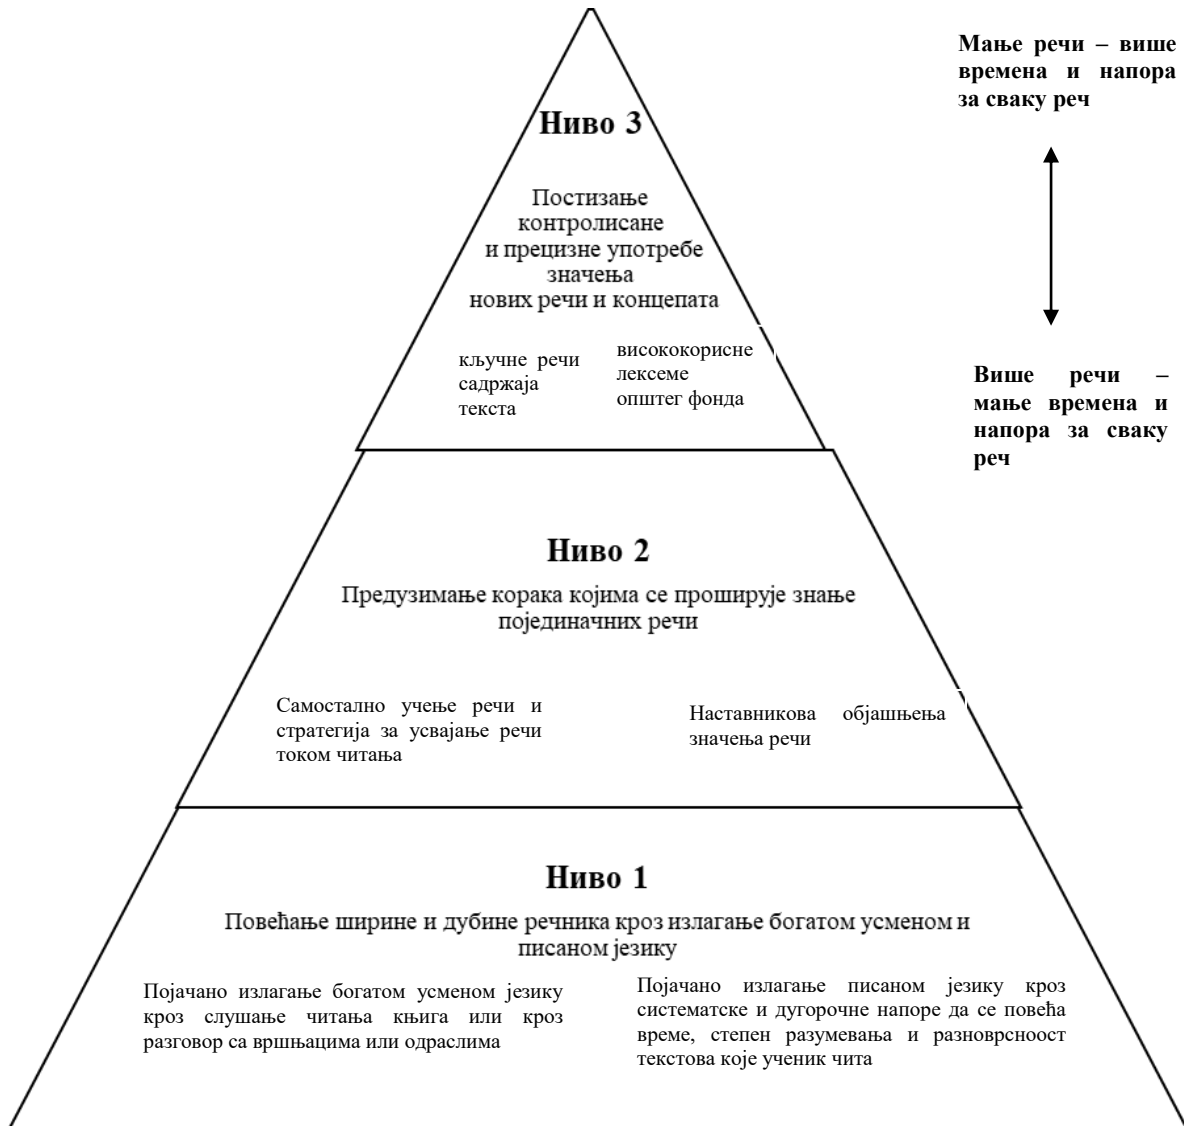 Мање речи – више
времена и напора
за сваку реч
Ниво 3
Постизање
контролисане
и прецизне употребе
значења
нових речи и концепата
кључне речи
садржаја
текста
висококорисне
лексеме
општег фонда
Више речи –
мање времена и
напора за сваку
реч
Ниво 2
Предузимање корака којима се проширује знање
појединачних речи
Самостално учење речи и
стратегија за усвајање речи
током читања
Наставникова објашњења
значења речи
Ниво 1
Повећање ширине и дубине речника кроз излагање богатом усменом и
писаном језику
Појачано излагање богатом усменом језику
кроз слушање читања књига или кроз
разговор са вршњацима или одраслима
Појачано излагање писаном језику кроз
систематске и дугорочне напоре да се повећа
време, степен разумевања и разноврсноост
текстова које ученик чита